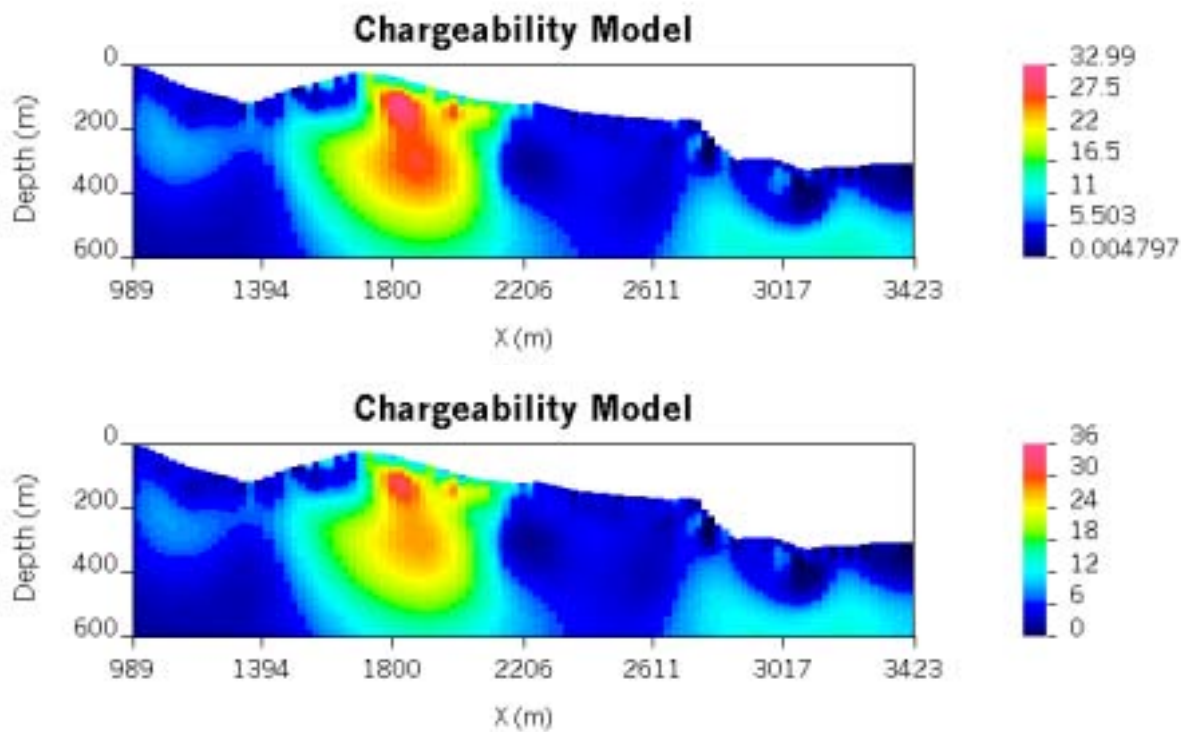 Chargeability Model
Depth (m)
0
200
400
600
989 1394 1800 2206 2611 3017 3423
X (m)
32.99
27.5
22
16.5
11
5.503
0.004797
Chargeability Model
Depth (m)
0
200
400
600
989 1394 1800 2206 2611 3017 3423
X (m)
36
30
24
18
12
6
0